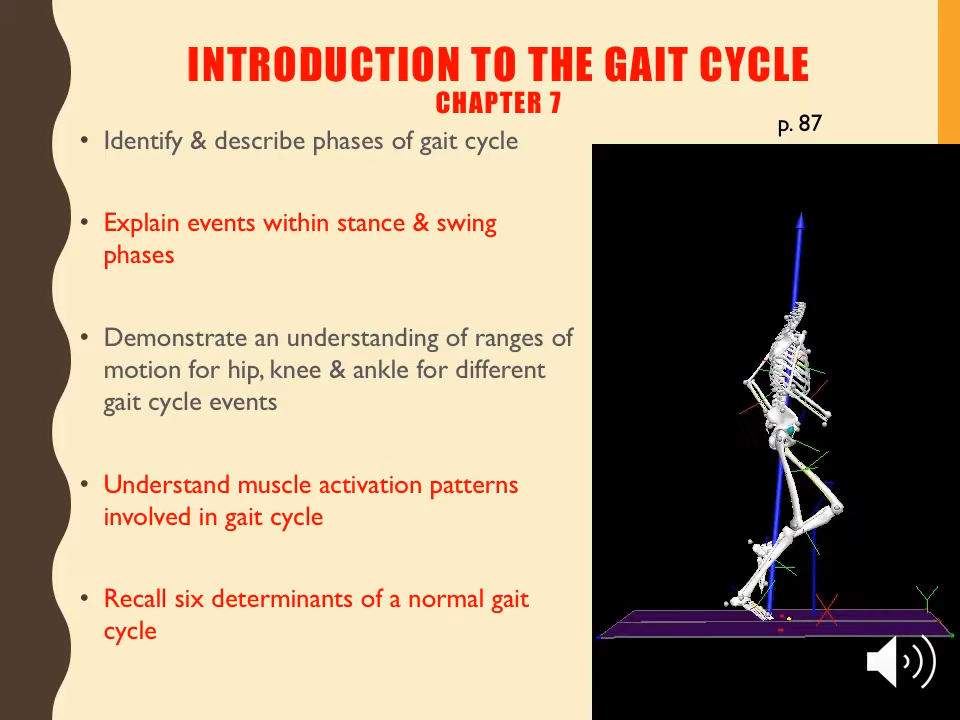 INTRODUCTION TO THE GAIT CYCLE
CHAPTER 7
p. 87
• Identify & describe phases of gait cycle
• Explain events within stance & swing
phases
• Demonstrate an understanding of ranges of
motion for hip, knee & ankle for different
gait cycle events
• Understand muscle activation patterns
involved in gait cycle
• Recall six determinants of a normal gait
cycle
X
Y